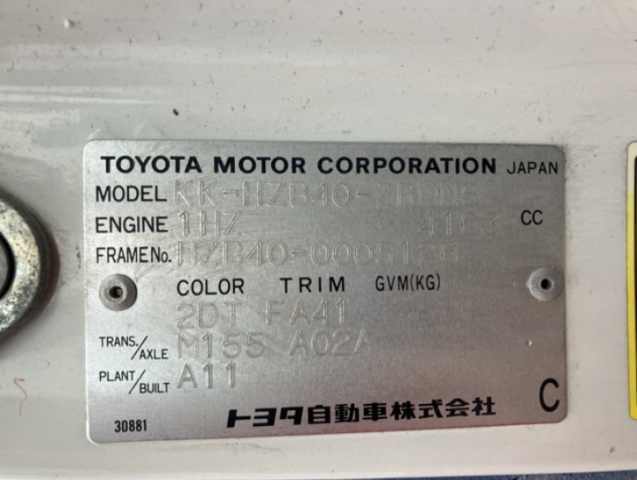 TOYOTA MOTOR CORPORATION JAPAN
MODEL KK-HZB40-ZRMNS
ENGINE 1HZ 4163 CC
FRAME No. HZB40-0005126
COLOR TRIM GVM(KG)
2DT FA41
TRANS./AXLE M155 A02A
PLANT/BUILT A11
30881 トヨタ自動車株式会社 C